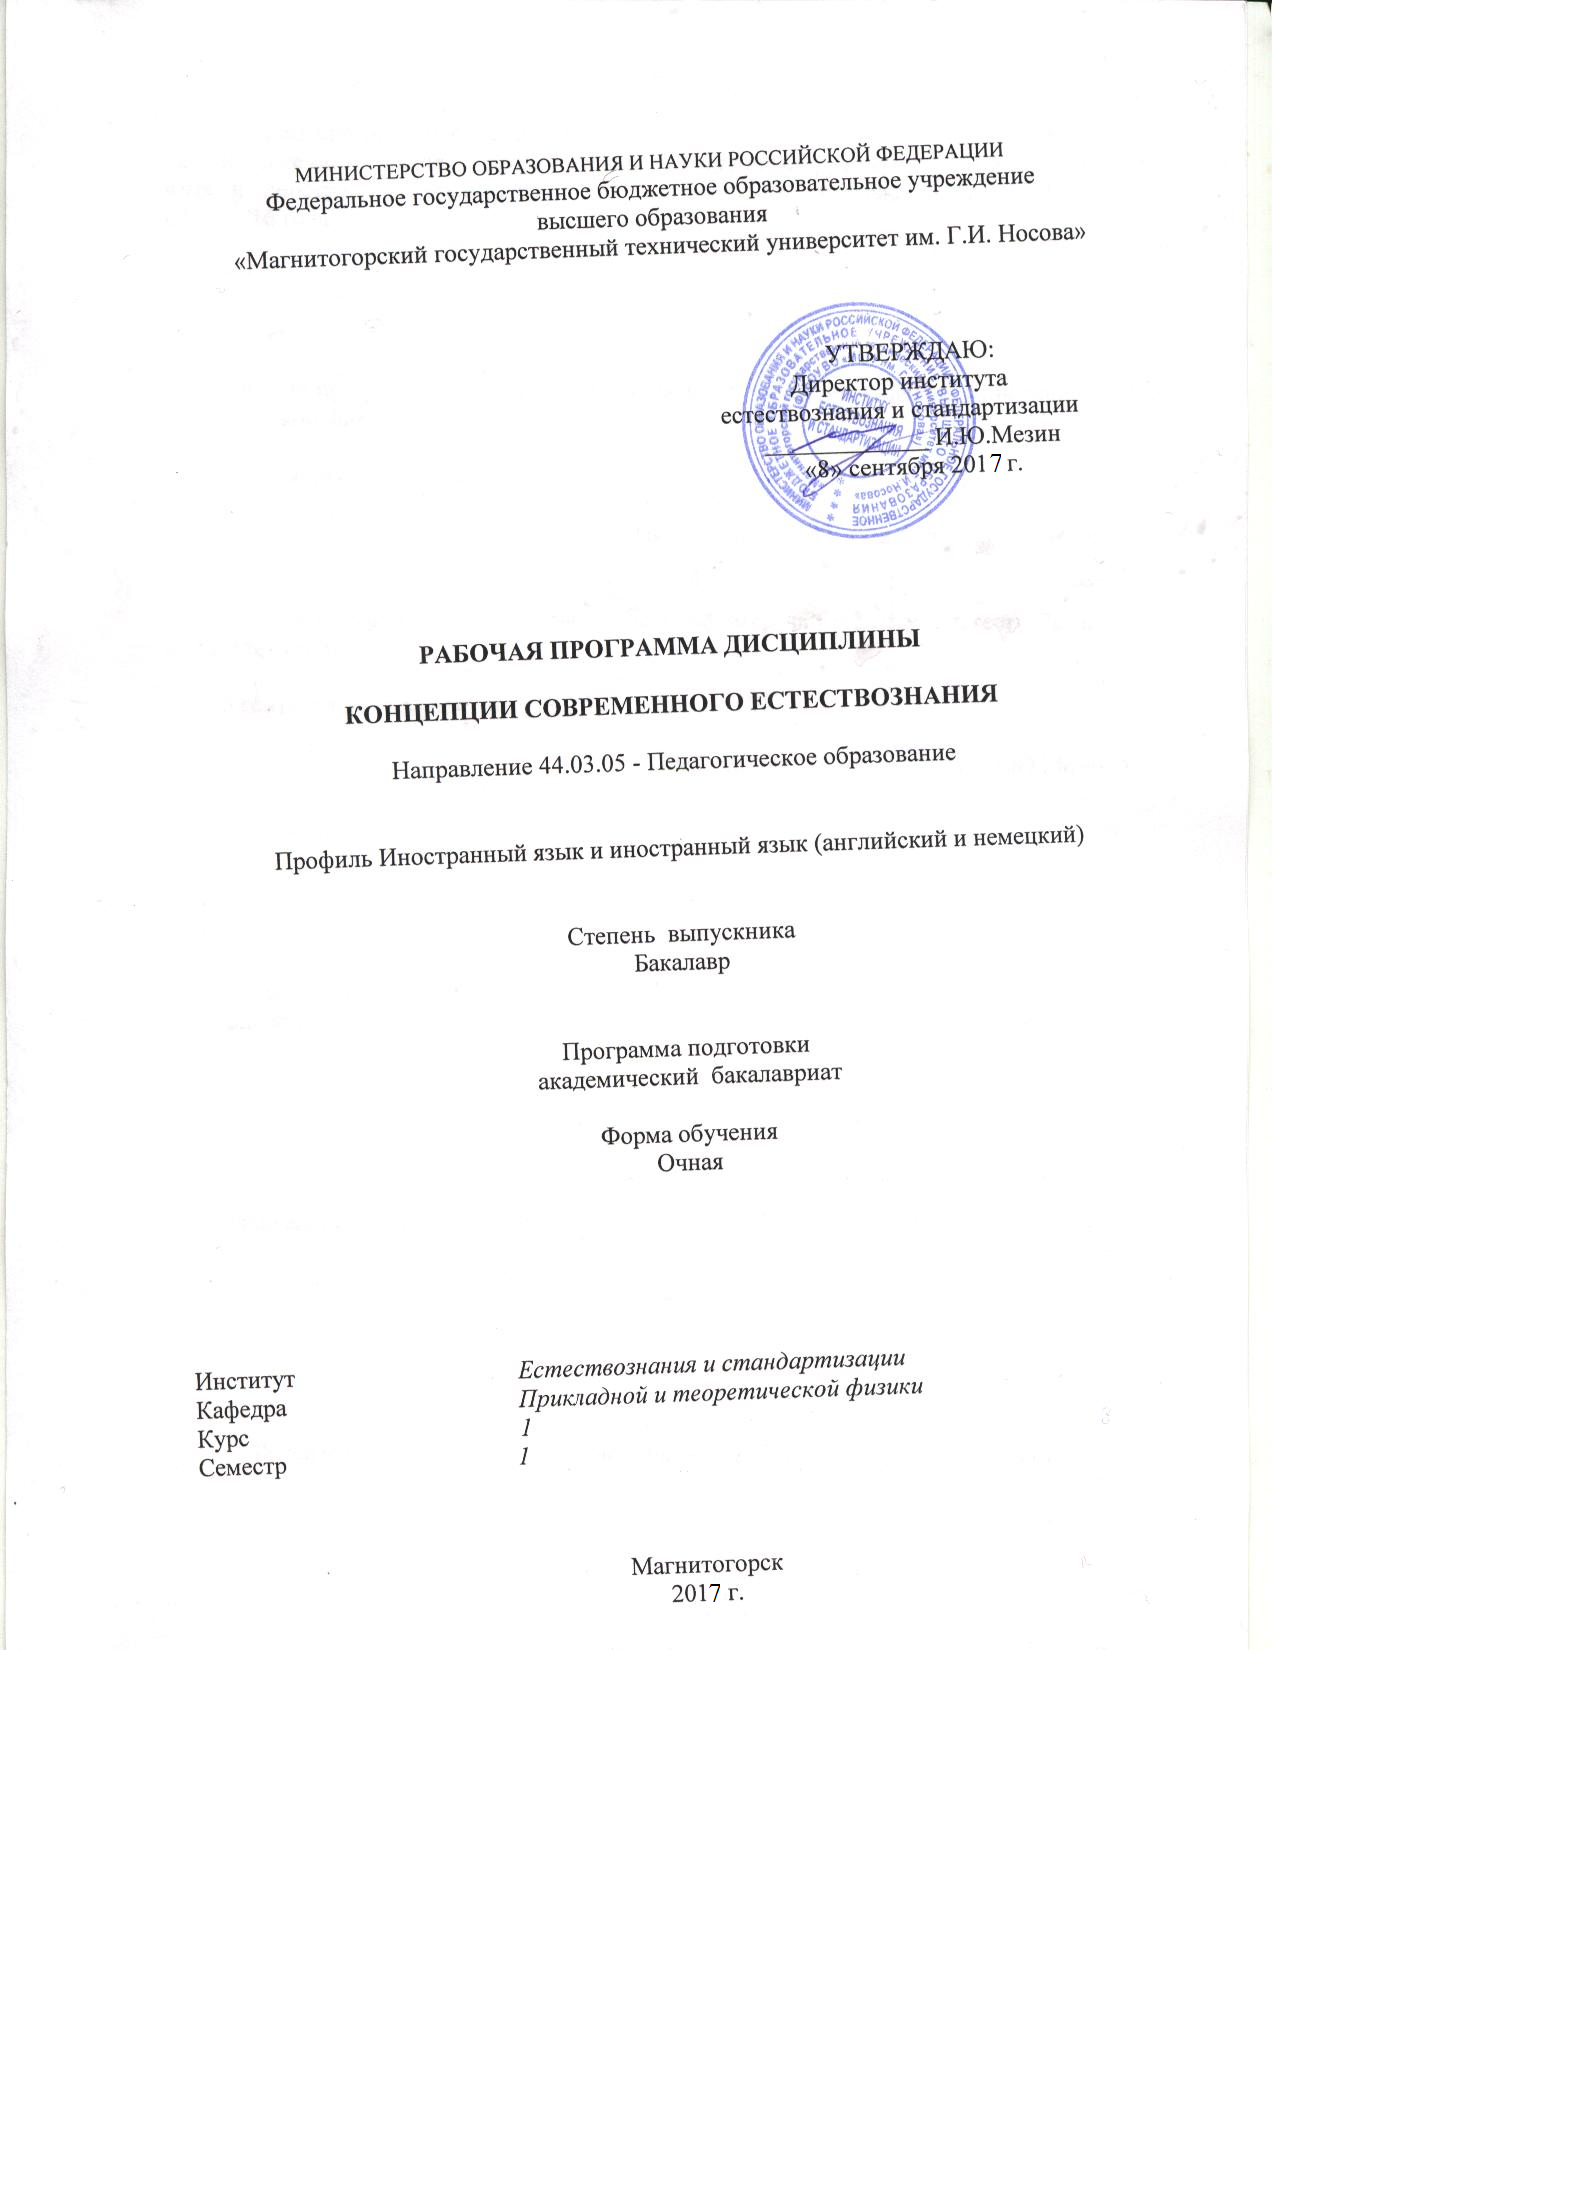 МИНИСТЕРСТВО ОБРАЗОВАНИЯ И НАУКИ РОССИЙСКОЙ ФЕДЕРАЦИИ
Федеральное государственное бюджетное образовательное учреждение
высшего образования
«Магнитогорский государственный технический университет им. Г.И. Носова»
УТВЕРЖДАЮ:
Директор института
естествознания и стандартизации
И.Ю.Мезин
«8» сентября 2017 г.
ИНСТИТУТ
ЕСТЕСТВОЗНАНИЯ
И СТАНДАРТИЗАЦИИ
РАБОЧАЯ ПРОГРАММА ДИСЦИПЛИНЫ
КОНЦЕПЦИИ СОВРЕМЕННОГО ЕСТЕСТВОЗНАНИЯ
Направление 44.03.05 - Педагогическое образование
Профиль Иностранный язык и иностранный язык (английский и немецкий)
Степень выпускника
Бакалавр
Программа подготовки
академический бакалавриат
Форма обучения
Очная
Институт Естествознания и стандартизации
Кафедра Прикладной и теоретической физики
Курс 1
Семестр 1
Магнитогорск
2017 г.